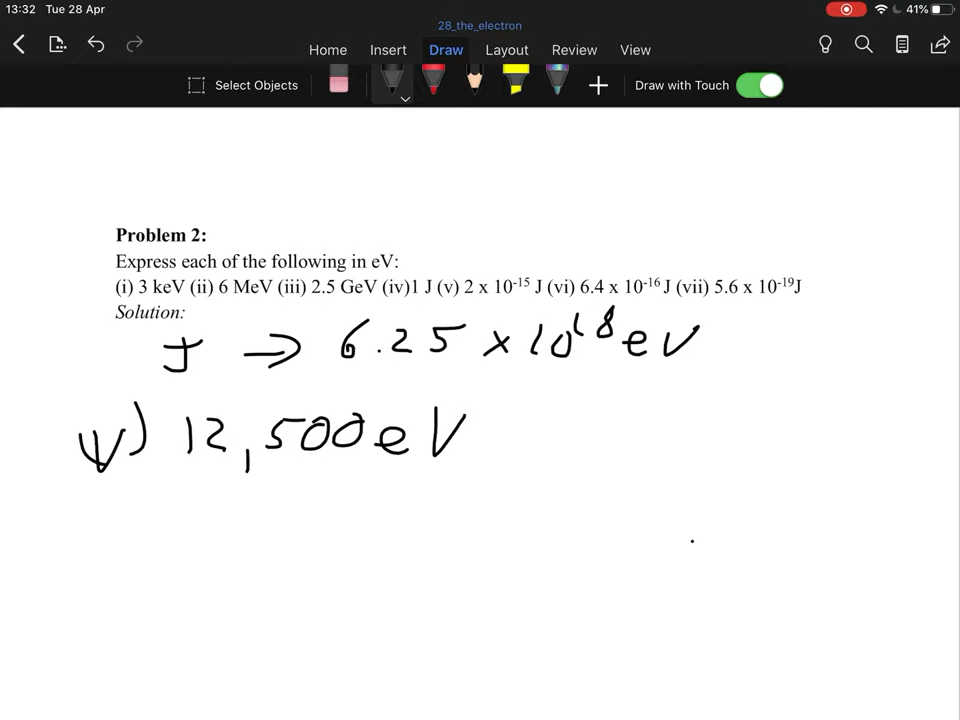 13:32 Tue 28 Apr 41%
28_the_electron
Home Insert Draw Layout Review View
Select Objects Draw with Touch
Problem 2:
Express each of the following in eV:
(i) 3 keV (ii) 6 MeV (iii) 2.5 GeV (iv)1 J (v) 2 x 10⁻¹⁵ J (vi) 6.4 x 10⁻¹⁶ J (vii) 5.6 x 10⁻¹⁹J
Solution:
J → 6.25 × 10¹⁸ eV
V) 12,500 eV